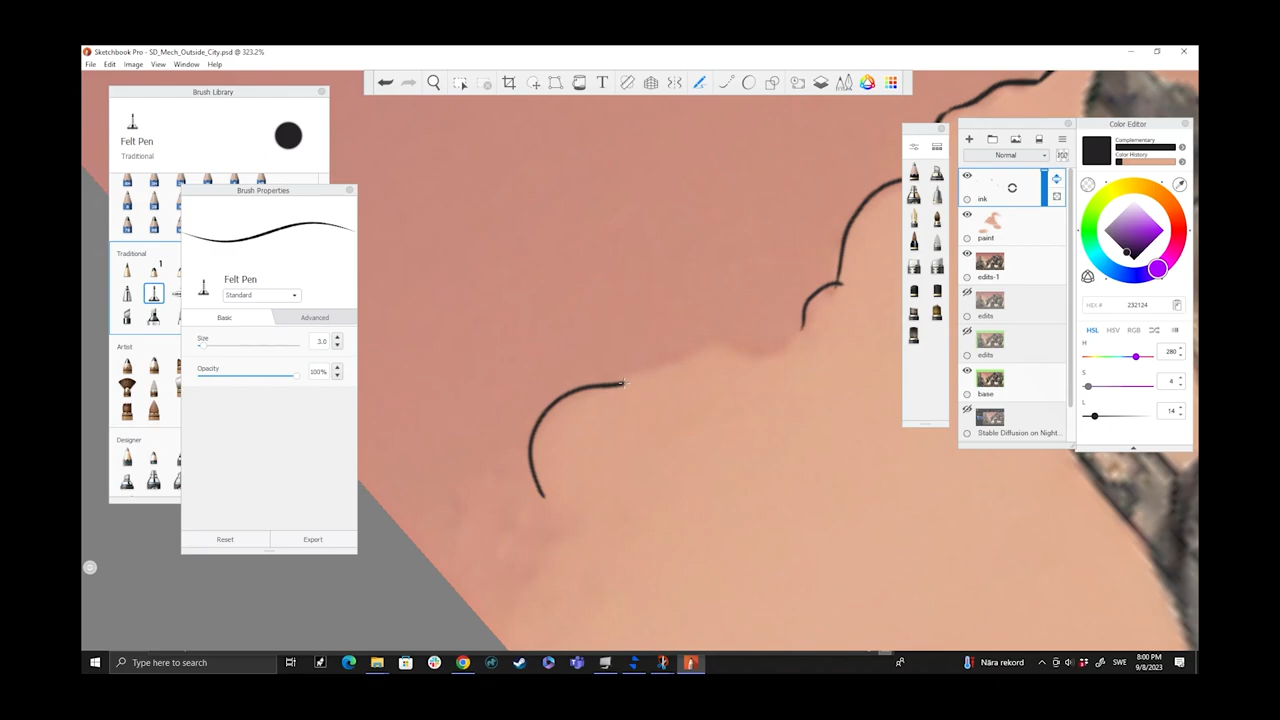 Sketchbook Pro - SD_Mech_Outside_City.psd @ 323.2%
File Edit Image View Window Help
Brush Library
Felt Pen
Traditional
Traditional
1
Artist
Designer
Brush Properties
Felt Pen
Standard
Basic Advanced
Size
3.0
Opacity
100%
Reset Export
T
Normal
ink
paint
edits-1
edits
edits
base
Stable Diffusion on Night...
Color Editor
Complementary
Color History
HEX # 232124
HSL HSV RGB
H
280
S
4
L
14
Type here to search
Nära rekord
SWE
8:00 PM
9/8/2023